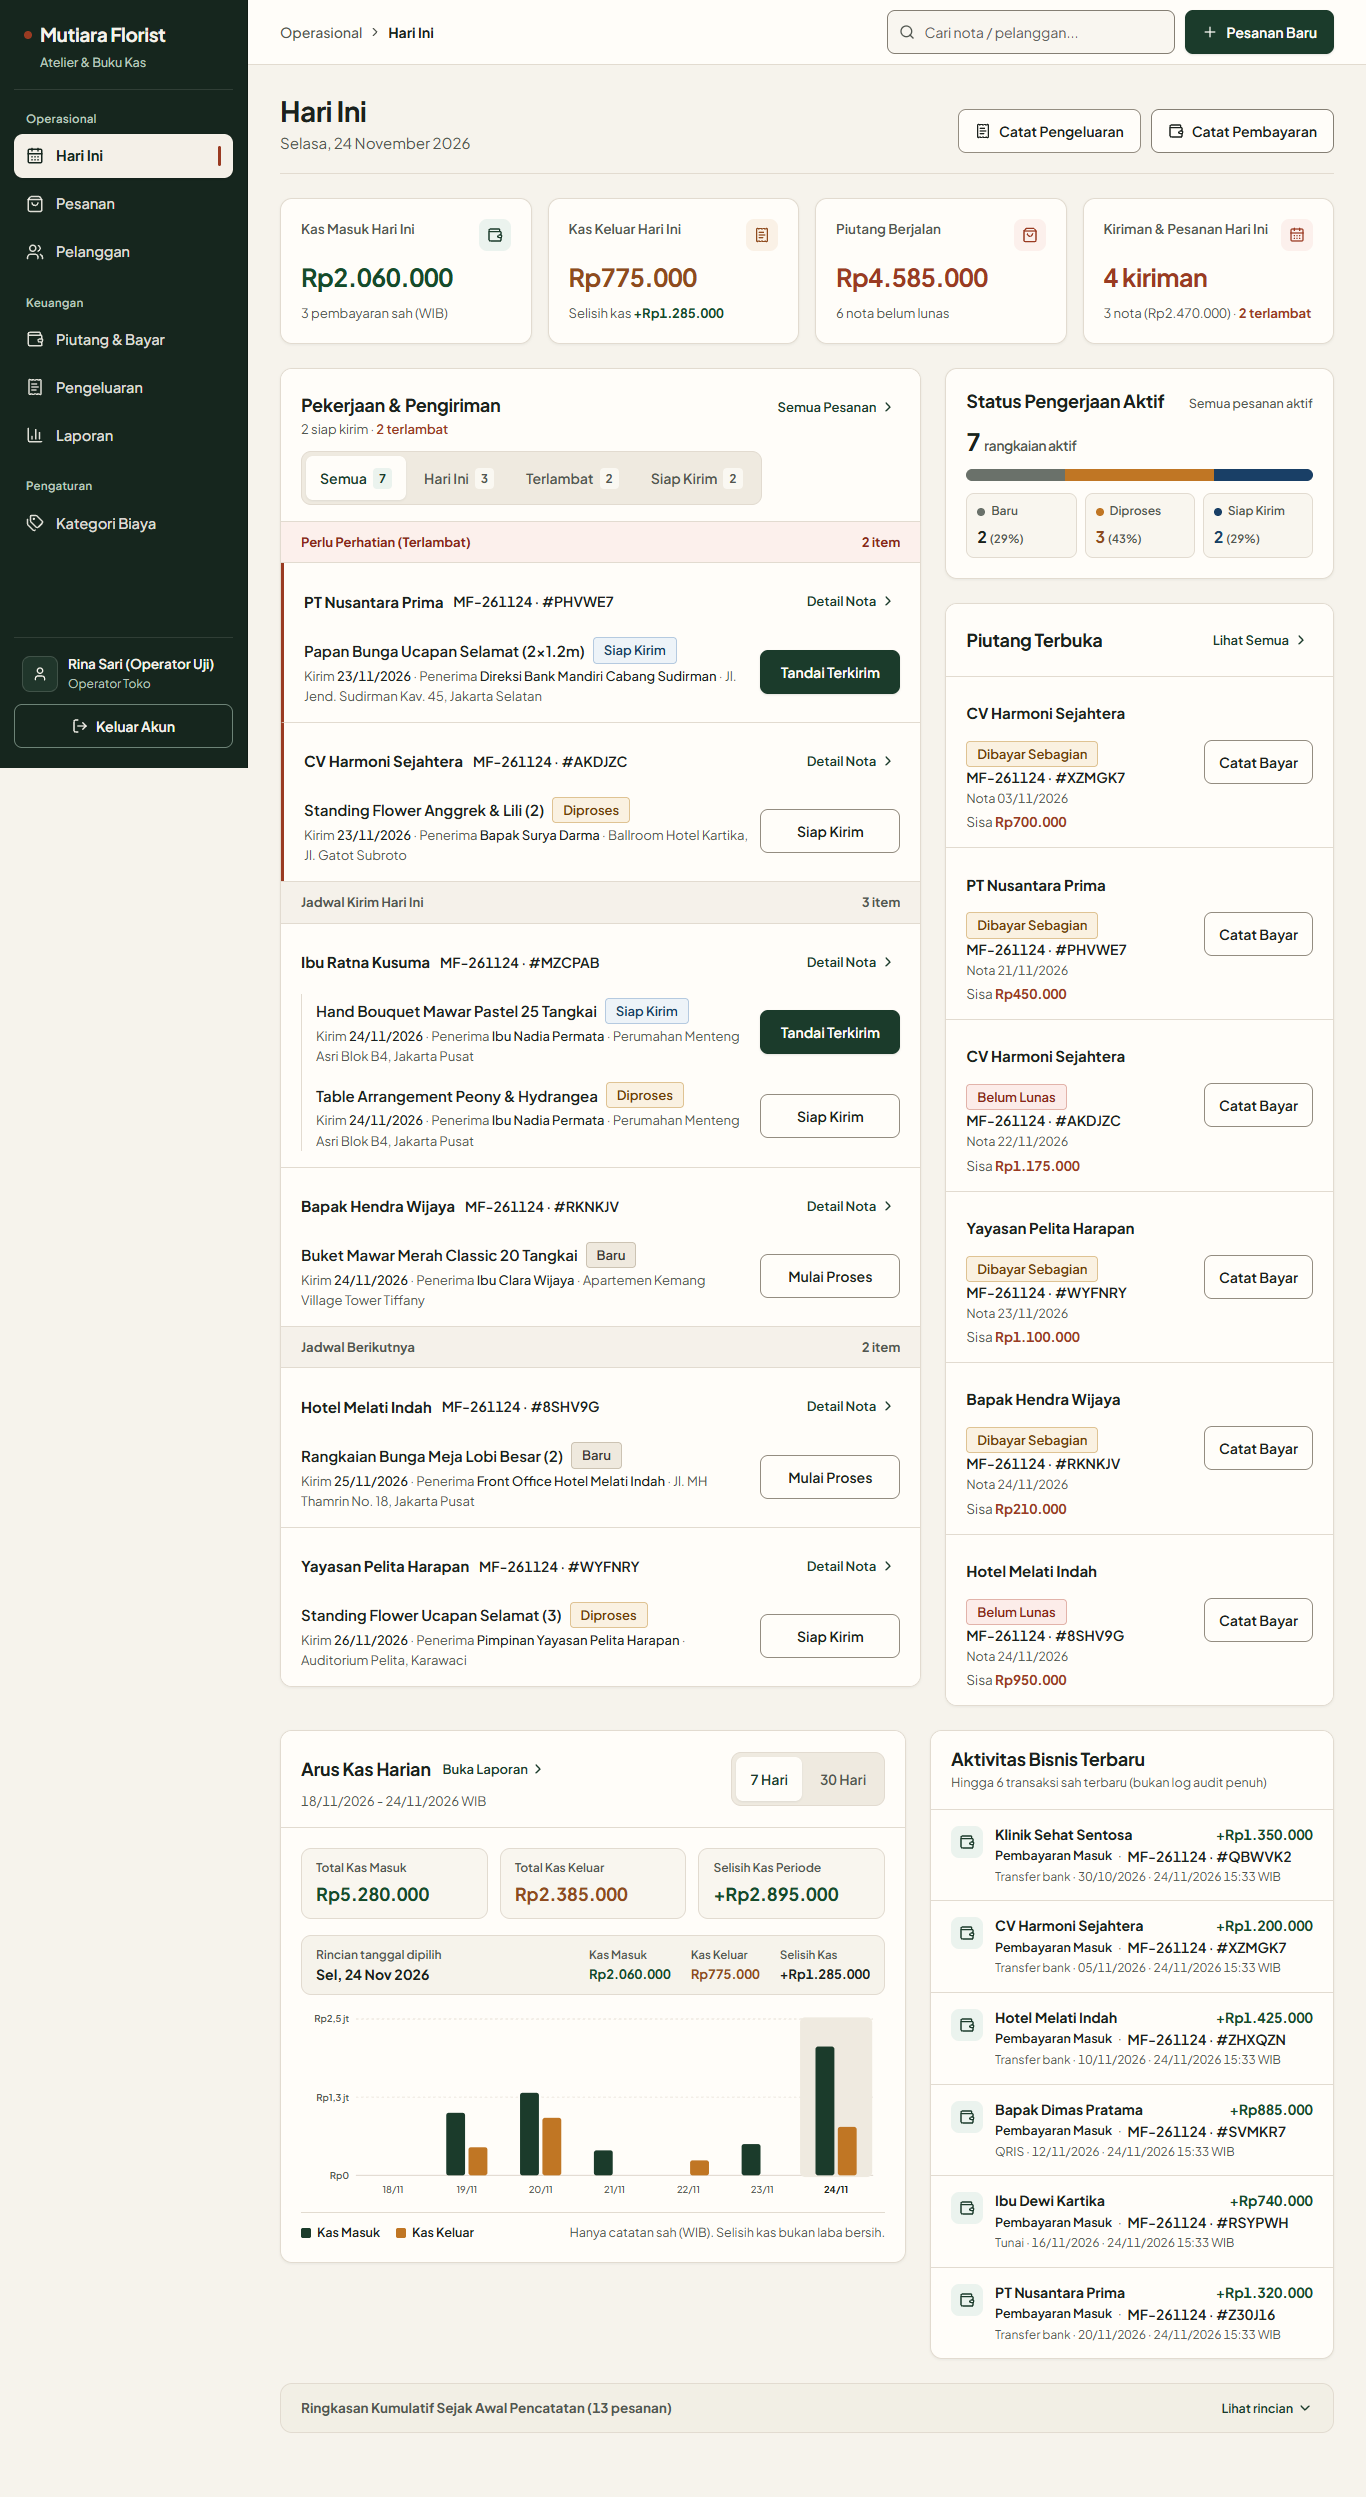 Mutiara Florist
Atelier & Buku Kas
Operasional
Hari Ini
Pesanan
Pelanggan
Keuangan
Piutang & Bayar
Pengeluaran
Laporan
Pengaturan
Kategori Biaya
Rina Sari (Operator Uji)
Operator Toko
Keluar Akun
Operasional > Hari Ini
Cari nota / pelanggan...
+ Pesanan Baru
Hari Ini
Selasa, 24 November 2026
Catat Pengeluaran
Catat Pembayaran
Kas Masuk Hari Ini
Rp2.060.000
3 pembayaran sah (WIB)
Kas Keluar Hari Ini
Rp775.000
Selisih kas +Rp1.285.000
Piutang Berjalan
Rp4.585.000
6 nota belum lunas
Kiriman & Pesanan Hari Ini
4 kiriman
3 nota (Rp2.470.000) · 2 terlambat
Pekerjaan & Pengiriman
Semua Pesanan
2 siap kirim · 2 terlambat
Semua 7
Hari Ini 3
Terlambat 2
Siap Kirim 2
Perlu Perhatian (Terlambat) 2 item
PT Nusantara Prima MF-261124 · #PHVWE7 Detail Nota
Papan Bunga Ucapan Selamat (2×1.2m) Siap Kirim
Kirim 23/11/2026 · Penerima Direksi Bank Mandiri Cabang Sudirman · Jl.
Jend. Sudirman Kav. 45, Jakarta Selatan
Tandai Terkirim
CV Harmoni Sejahtera MF-261124 · #AKDJZC Detail Nota
Standing Flower Anggrek & Lili (2) Diproses
Kirim 23/11/2026 · Penerima Bapak Surya Darma · Ballroom Hotel Kartika,
Jl. Gatot Subroto
Siap Kirim
Jadwal Kirim Hari Ini 3 item
Ibu Ratna Kusuma MF-261124 · #MZCPAB Detail Nota
Hand Bouquet Mawar Pastel 25 Tangkai Siap Kirim
Kirim 24/11/2026 · Penerima Ibu Nadia Permata · Perumahan Menteng
Asri Blok B4, Jakarta Pusat
Tandai Terkirim
Table Arrangement Peony & Hydrangea Diproses
Kirim 24/11/2026 · Penerima Ibu Nadia Permata · Perumahan Menteng
Asri Blok B4, Jakarta Pusat
Siap Kirim
Bapak Hendra Wijaya MF-261124 · #RKNKJV Detail Nota
Buket Mawar Merah Classic 20 Tangkai Baru
Kirim 24/11/2026 · Penerima Ibu Clara Wijaya · Apartemen Kemang
Village Tower Tiffany
Mulai Proses
Jadwal Berikutnya 2 item
Hotel Melati Indah MF-261124 · #8SHV9G Detail Nota
Rangkaian Bunga Meja Lobi Besar (2) Baru
Kirim 25/11/2026 · Penerima Front Office Hotel Melati Indah · Jl. MH
Thamrin No. 18, Jakarta Pusat
Mulai Proses
Yayasan Pelita Harapan MF-261124 · #WYFNRY Detail Nota
Standing Flower Ucapan Selamat (3) Diproses
Kirim 26/11/2026 · Penerima Pimpinan Yayasan Pelita Harapan ·
Auditorium Pelita, Karawaci
Siap Kirim
Status Pengerjaan Aktif Semua pesanan aktif
7 rangkaian aktif
Baru
2 (29%)
Diproses
3 (43%)
Siap Kirim
2 (29%)
Piutang Terbuka Lihat Semua
CV Harmoni Sejahtera
Dibayar Sebagian
MF-261124 · #XZMGK7
Nota 03/11/2026
Sisa Rp700.000
Catat Bayar
PT Nusantara Prima
Dibayar Sebagian
MF-261124 · #PHVWE7
Nota 21/11/2026
Sisa Rp450.000
Catat Bayar
CV Harmoni Sejahtera
Belum Lunas
MF-261124 · #AKDJZC
Nota 22/11/2026
Sisa Rp1.175.000
Catat Bayar
Yayasan Pelita Harapan
Dibayar Sebagian
MF-261124 · #WYFNRY
Nota 23/11/2026
Sisa Rp1.100.000
Catat Bayar
Bapak Hendra Wijaya
Dibayar Sebagian
MF-261124 · #RKNKJV
Nota 24/11/2026
Sisa Rp210.000
Catat Bayar
Hotel Melati Indah
Belum Lunas
MF-261124 · #8SHV9G
Nota 24/11/2026
Sisa Rp950.000
Catat Bayar
Arus Kas Harian Buka Laporan
18/11/2026 - 24/11/2026 WIB
7 Hari 30 Hari
Total Kas Masuk
Rp5.280.000
Total Kas Keluar
Rp2.385.000
Selisih Kas Periode
+Rp2.895.000
Rincian tanggal dipilih
Sel, 24 Nov 2026
Kas Masuk
Rp2.060.000
Kas Keluar
Rp775.000
Selisih Kas
+Rp1.285.000
Rp2,5 jt
Rp1,3 jt
Rp0
18/11 19/11 20/11 21/11 22/11 23/11 24/11
Kas Masuk Kas Keluar
Hanya catatan sah (WIB). Selisih kas bukan laba bersih.
Aktivitas Bisnis Terbaru
Hingga 6 transaksi sah terbaru (bukan log audit penuh)
Klinik Sehat Sentosa +Rp1.350.000
Pembayaran Masuk · MF-261124 · #QBWVK2
Transfer bank · 30/10/2026 · 24/11/2026 15:33 WIB
CV Harmoni Sejahtera +Rp1.200.000
Pembayaran Masuk · MF-261124 · #XZMGK7
Transfer bank · 05/11/2026 · 24/11/2026 15:33 WIB
Hotel Melati Indah +Rp1.425.000
Pembayaran Masuk · MF-261124 · #ZHXQZN
Transfer bank · 10/11/2026 · 24/11/2026 15:33 WIB
Bapak Dimas Pratama +Rp885.000
Pembayaran Masuk · MF-261124 · #SVMKR7
QRIS · 12/11/2026 · 24/11/2026 15:33 WIB
Ibu Dewi Kartika +Rp740.000
Pembayaran Masuk · MF-261124 · #RSYPWH
Tunai · 16/11/2026 · 24/11/2026 15:33 WIB
PT Nusantara Prima +Rp1.320.000
Pembayaran Masuk · MF-261124 · #Z30J16
Transfer bank · 20/11/2026 · 24/11/2026 15:33 WIB
Ringkasan Kumulatif Sejak Awal Pencatatan (13 pesanan) Lihat rincian